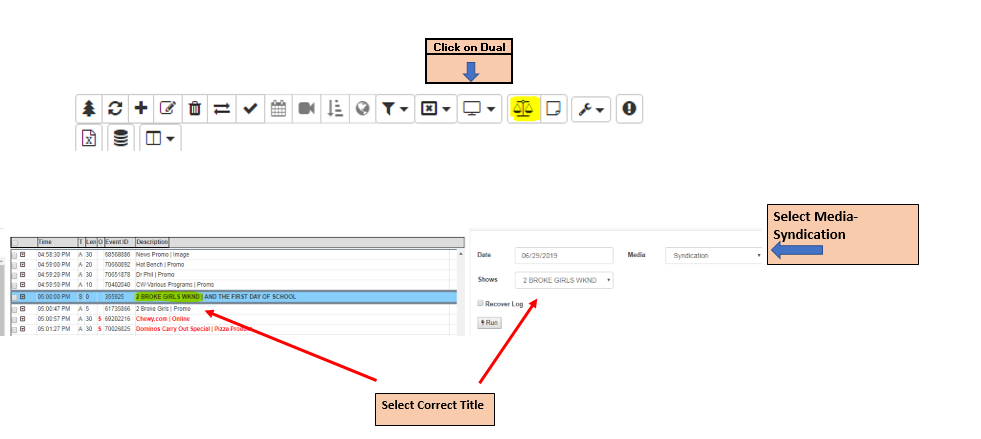 Click on Dual
Select Media-
Syndication
Time T Len O Event ID Description
04:58:30 PM A 30 68568886 News Promo | Image
04:59:00 PM A 20 70660892 Hot Bench | Promo
04:59:20 PM A 30 70651878 Dr Phil | Promo
04:59:50 PM A 10 70402040 CW-Various Programs | Promo
05:00:00 PM S 0 355925 2 BROKE GIRLS WKND | AND THE FIRST DAY OF SCHOOL
05:00:47 PM A 5 61735866 2 Broke Girls | Promo
05:00:57 PM A 30 S 69202216 Chewy.com | Online
05:01:27 PM A 30 S 70026825 Dominos Carry Out Special | Pizza Product
Date 06/29/2019 Media Syndication
Shows 2 BROKE GIRLS WKND
Recover Log
Run
Select Correct Title